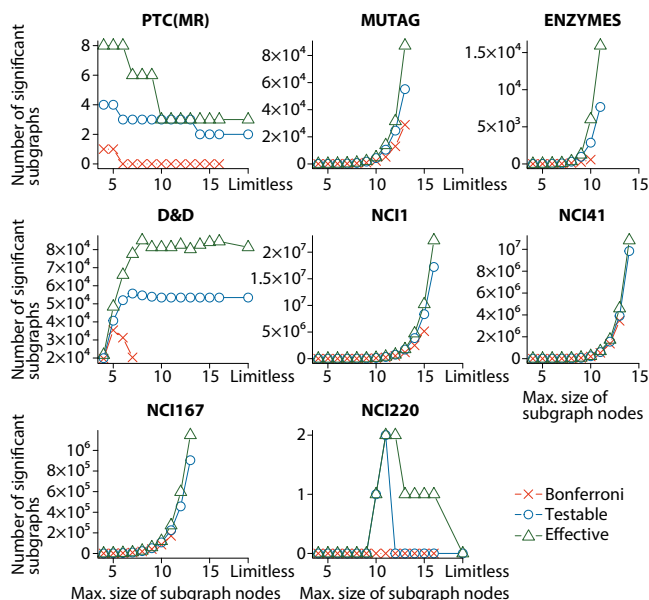 PTC(MR)
MUTAG
ENZYMES
Number of significant
subgraphs
8
6
4
2
0
5
10
15
Limitless
8×10⁴
6×10⁴
4×10⁴
2×10⁴
0
5
10
15
Limitless
1.5×10⁴
10⁴
5×10³
0
5
10
15
Limitless
D&D
NCI1
NCI41
Number of significant
subgraphs
8×10⁴
7×10⁴
6×10⁴
5×10⁴
4×10⁴
3×10⁴
2×10⁴
5
10
15
Limitless
2×10⁷
1.5×10⁷
10⁷
5×10⁶
0
5
10
15
Limitless
10⁷
8×10⁶
6×10⁶
4×10⁶
2×10⁶
0
5
10
15
Limitless
Max. size of
subgraph nodes
NCI167
NCI220
Number of significant
subgraphs
10⁶
8×10⁵
6×10⁵
4×10⁵
2×10⁵
0
5
10
15
Limitless
Max. size of subgraph nodes
2
1
0
5
10
15
Limitless
Max. size of subgraph nodes
Bonferroni
Testable
Effective